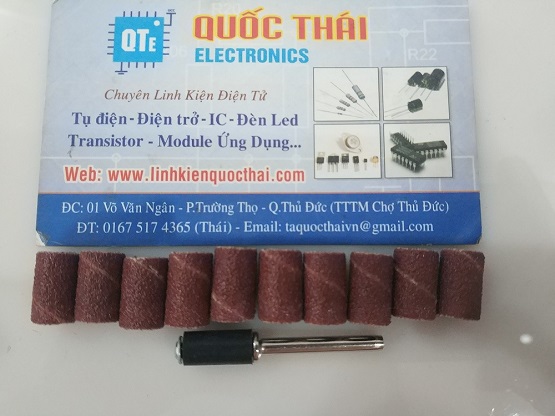 QTE
QUỐC THÁI
ELECTRONICS
R20
R22
Chuyên Linh Kiện Điện Tử
Tụ điện - Điện trở - IC - Đèn Led
Transistor - Module Ứng Dụng...
Web: www.linhkienquocthai.com
ĐC: 01 Võ Văn Ngân - P.Trường Thọ - Q.Thủ Đức (TTTM Chợ Thủ Đức)
ĐT: 0167 517 4365 (Thái) - Email: taquocthaivn@gmail.com